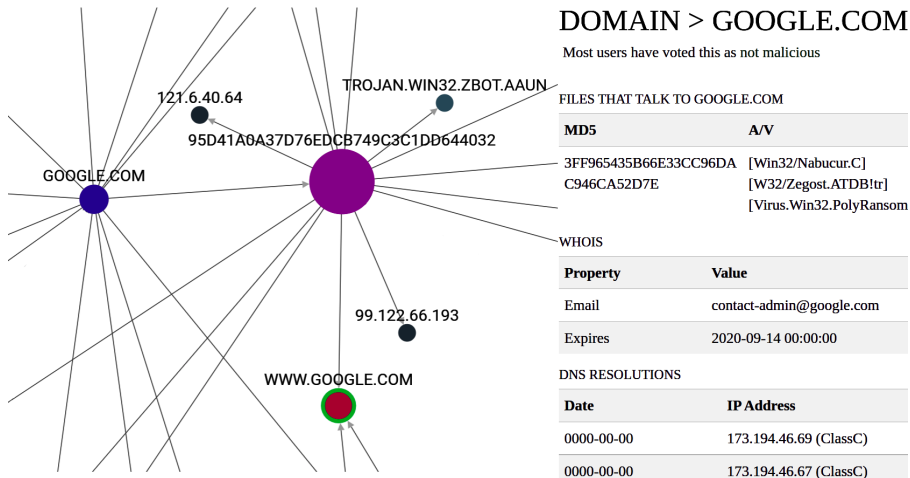 121.6.40.64
TROJAN.WIN32.ZBOT.AAUN
95D41A0A37D76EDCB749C3C1DD644032
GOOGLE.COM
99.122.66.193
WWW.GOOGLE.COM
DOMAIN > GOOGLE.COM
Most users have voted this as not malicious
FILES THAT TALK TO GOOGLE.COM
MD5 A/V
3FF965435B66E33CC96DA [Win32/Nabucur.C]
C946CA52D7E [W32/Zegost.ATDB!tr]
[Virus.Win32.PolyRansom
WHOIS
Property Value
Email contact-admin@google.com
Expires 2020-09-14 00:00:00
DNS RESOLUTIONS
Date IP Address
0000-00-00 173.194.46.69 (ClassC)
0000-00-00 173.194.46.67 (ClassC)